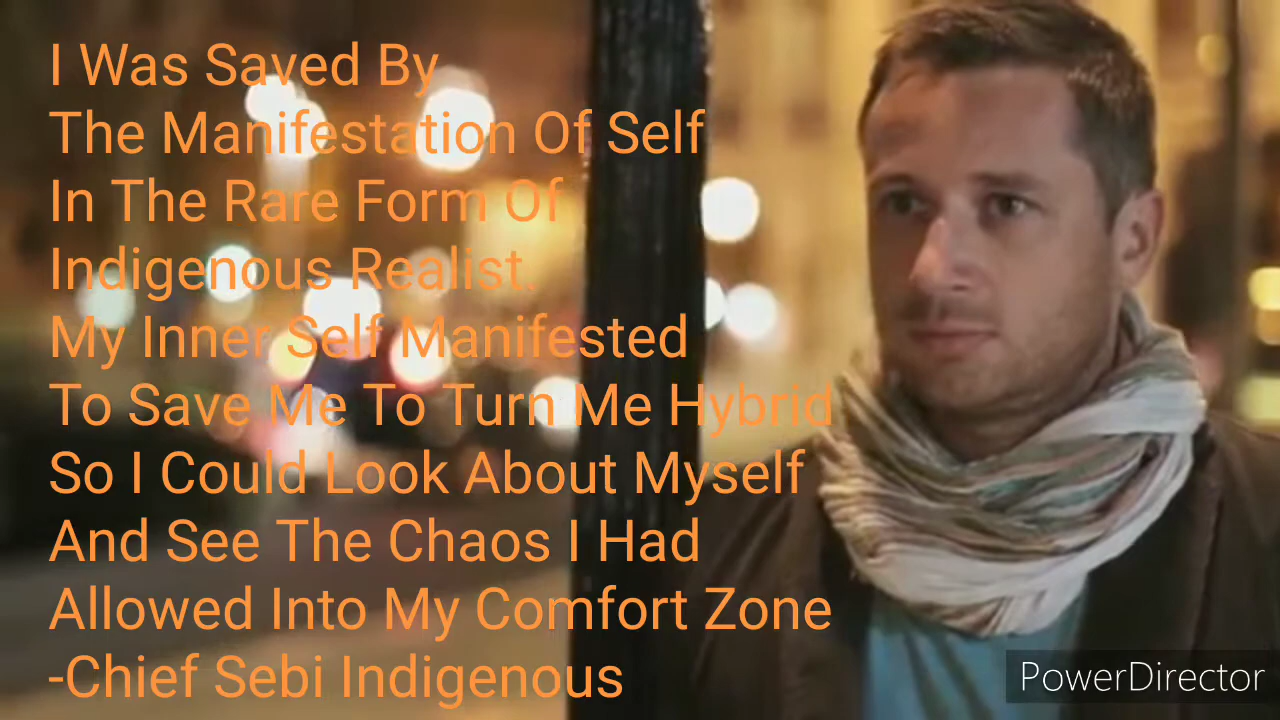 I Was Saved By
The Manifestation Of Self
In The Rare Form Of
Indigenous Realist.
My Inner Self Manifested
To Save Me To Turn Me Hybrid
So I Could Look About Myself
And See The Chaos I Had
Allowed Into My Comfort Zone
-Chief Sebi Indigenous
PowerDirector